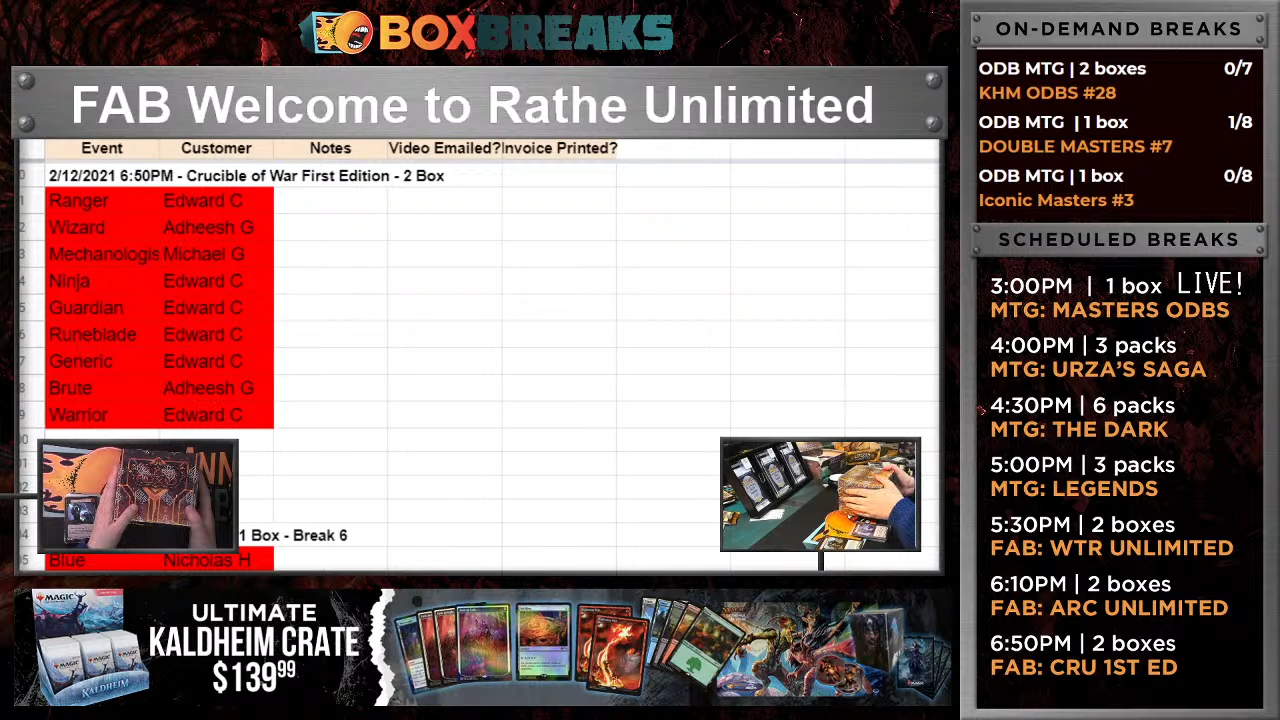 BOXBREAKS
FAB Welcome to Rathe Unlimited
Event Customer Notes Video Emailed? Invoice Printed?
2/12/2021 6:50PM - Crucible of War First Edition - 2 Box
Ranger Edward C
Wizard Adheesh G
Mechanologis Michael G
Ninja Edward C
Guardian Edward C
Runeblade Edward C
Generic Edward C
Brute Adheesh G
Warrior Edward C
1 Box - Break 6
Blue Nicholas H
MAGIC
KALDHEIM
ULTIMATE
KALDHEIM CRATE
$139⁹⁹
ON-DEMAND BREAKS
ODB MTG | 2 boxes 0/7
KHM ODBS #28
ODB MTG | 1 box 1/8
DOUBLE MASTERS #7
ODB MTG | 1 box 0/8
Iconic Masters #3
SCHEDULED BREAKS
3:00PM | 1 box LIVE!
MTG: MASTERS ODBS
4:00PM | 3 packs
MTG: URZA'S SAGA
4:30PM | 6 packs
MTG: THE DARK
5:00PM | 3 packs
MTG: LEGENDS
5:30PM | 2 boxes
FAB: WTR UNLIMITED
6:10PM | 2 boxes
FAB: ARC UNLIMITED
6:50PM | 2 boxes
FAB: CRU 1ST ED